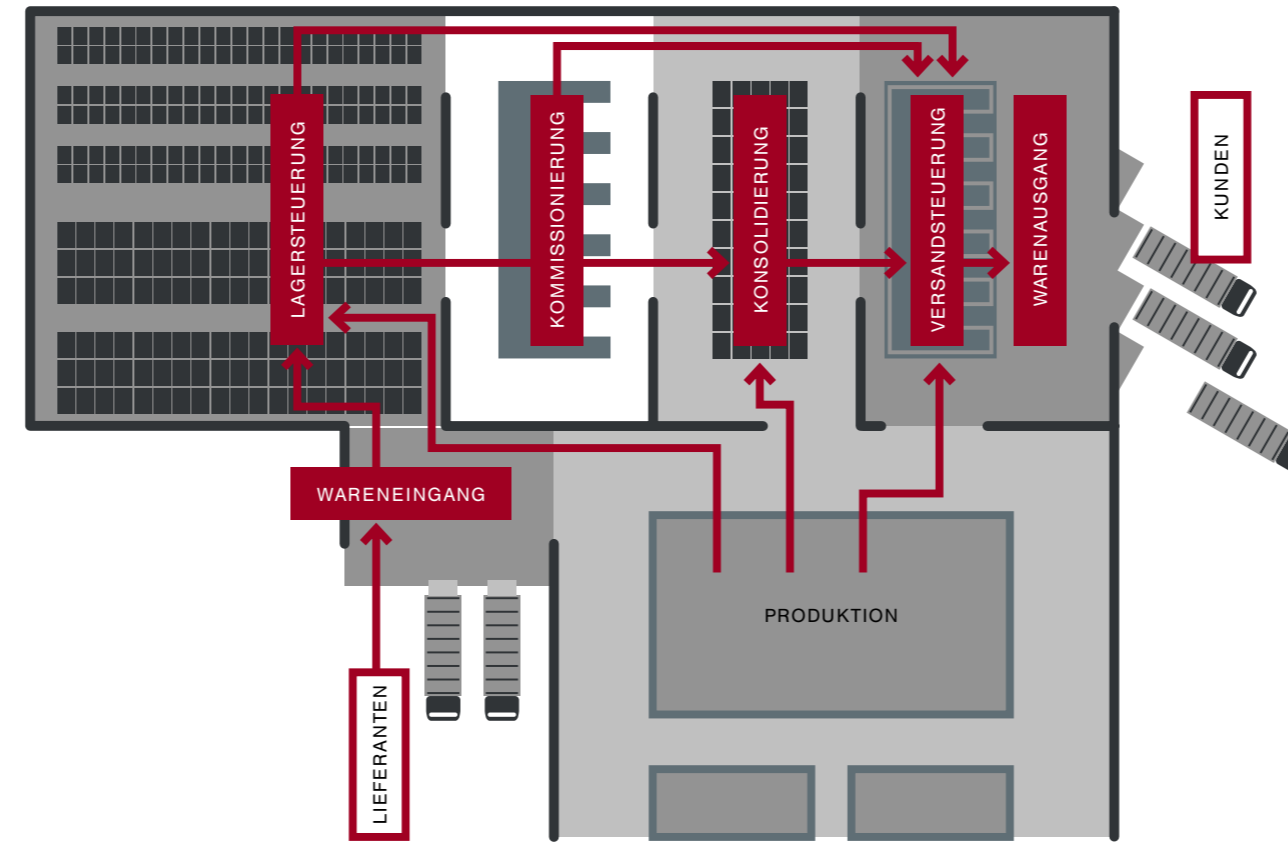 LAGERSTEUERUNG
KOMMISSIONIERUNG
KONSOLIDIERUNG
VERSANDSTEUERUNG
WARENAUSGANG
KUNDEN
WARENEINGANG
PRODUKTION
LIEFERANTEN